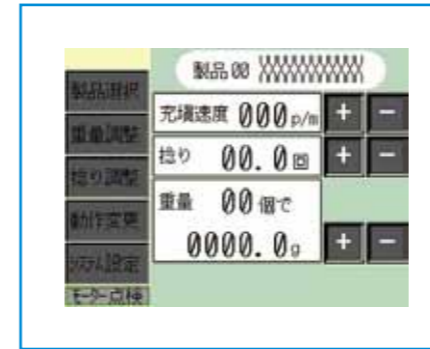 製品00 XXXXXXXXXX
製品選択
重量調整
捻り調整
動作変更
システム設定
モーター点検
充填速度 000p/m + −
捻り 00.0回 + −
重量 00個で
0000.0g + −